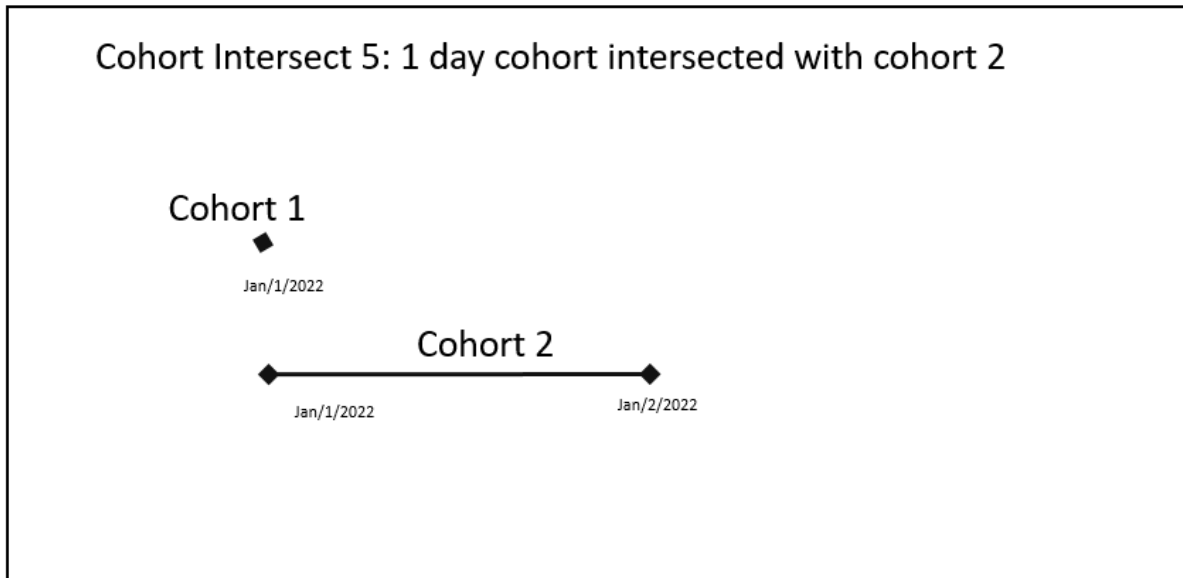 Cohort Intersect 5: 1 day cohort intersected with cohort 2
Cohort 1
Jan/1/2022
Cohort 2
Jan/1/2022
Jan/2/2022